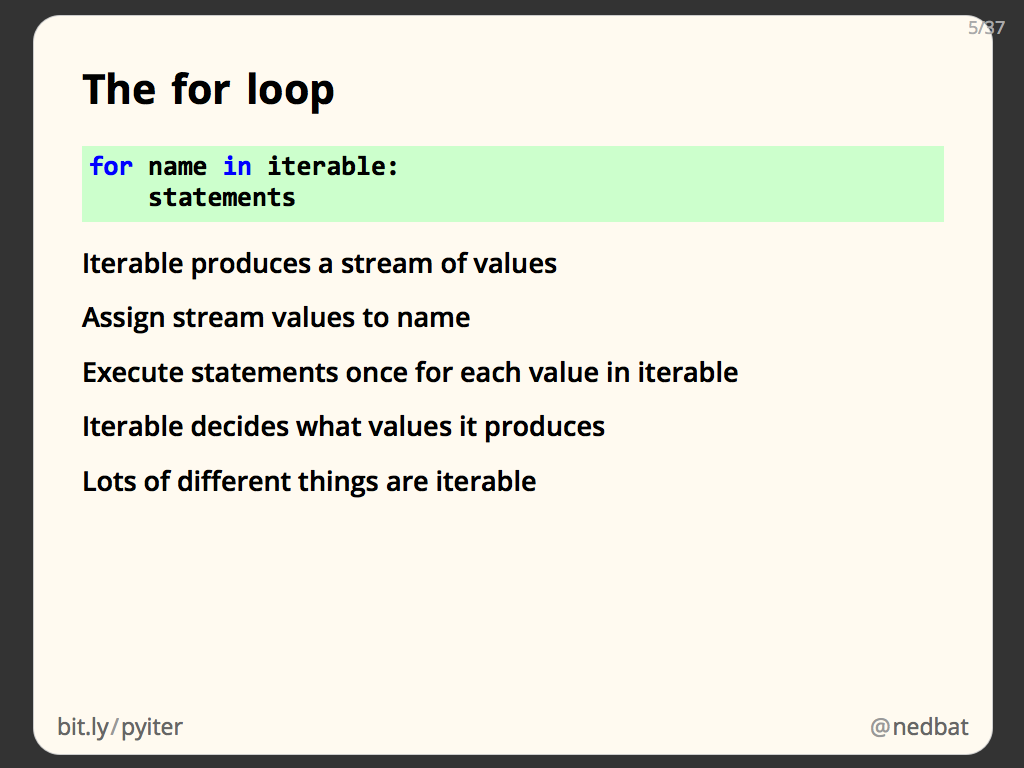 5/37
The for loop
for name in iterable:
    statements
Iterable produces a stream of values
Assign stream values to name
Execute statements once for each value in iterable
Iterable decides what values it produces
Lots of different things are iterable
bit.ly/pyiter
@nedbat